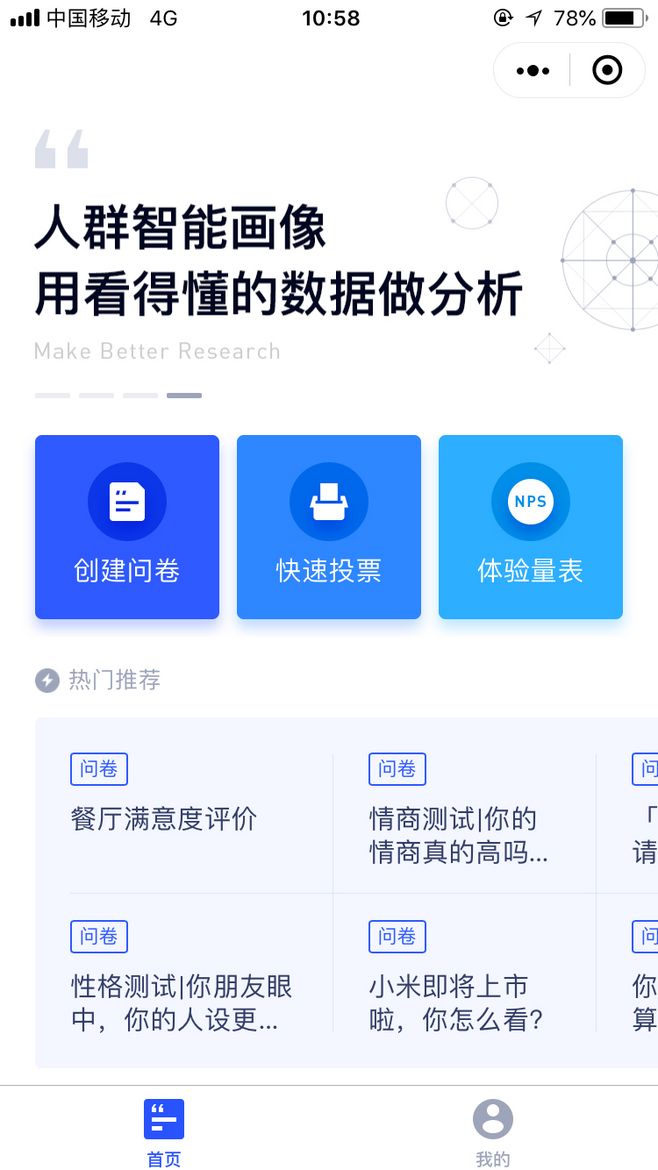 中国移动 4G 10:58 78%
人群智能画像
用看得懂的数据做分析
Make Better Research
创建问卷 快速投票 体验量表
NPS
热门推荐
问卷 问卷 问
餐厅满意度评价
情商测试|你的
情商真的高吗...
「
请
问卷 问卷 问
性格测试|你朋友眼
中，你的人设更...
小米即将上市
啦，你怎么看?
你
算
首页 我的